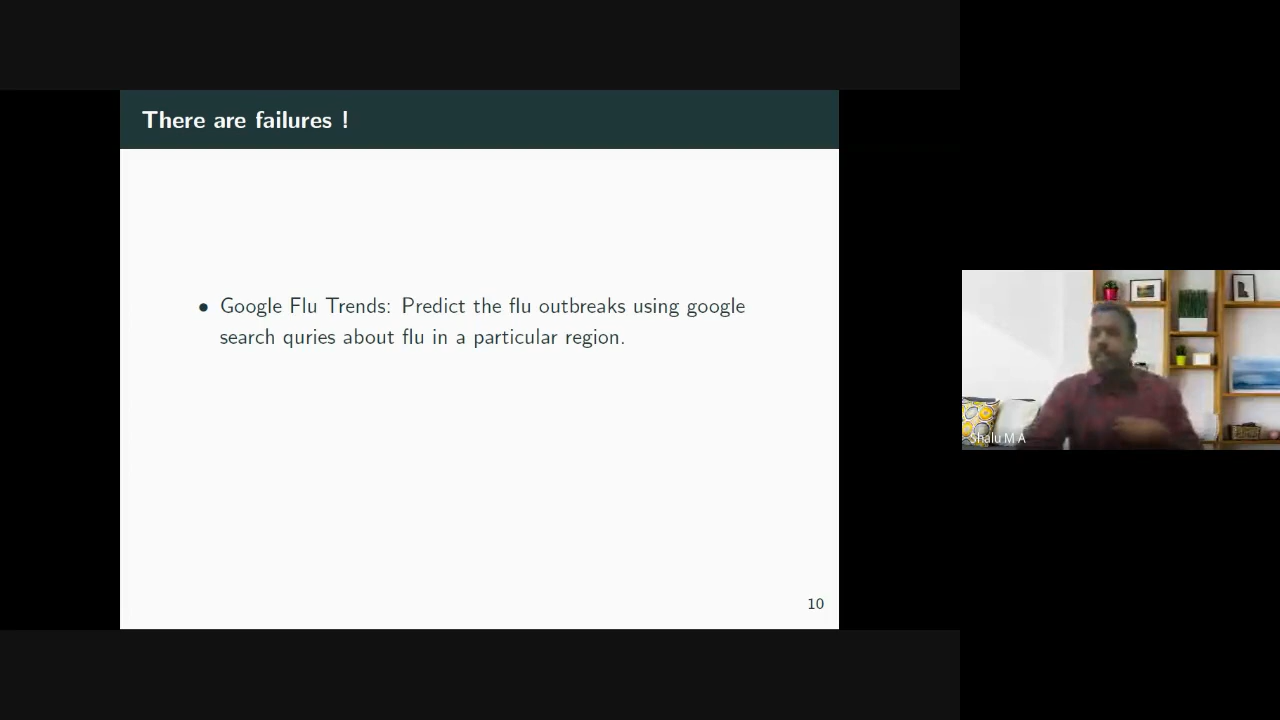 There are failures !
• Google Flu Trends: Predict the flu outbreaks using google
search quries about flu in a particular region.
10
Shalu M A